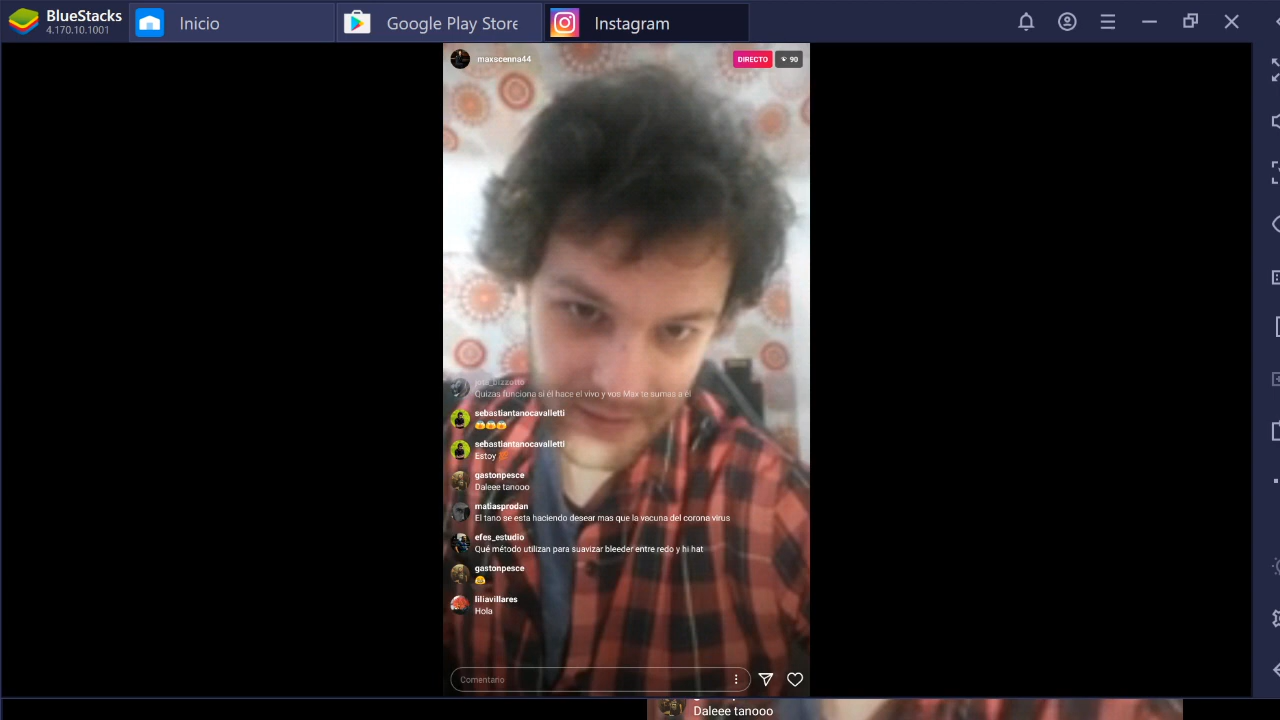 BlueStacks
4.170.10.1001
Inicio
Google Play Store
Instagram
maxscenna44
DIRECTO
90
jota_bizzotto
Quizas funciona si él hace el vivo y vos Max te sumas a él
sebastiantanocavalletti
sebastiantanocavalletti
Estoy
gastonpesce
Daleee tanooo
matiasprodan
El tano se esta haciendo desear mas que la vacuna del corona virus
efes_estudio
Qué método utilizan para suavizar bleeder entre redo y hi hat
gastonpesce
liliavillares
Hola
Comentario
Daleee tanooo